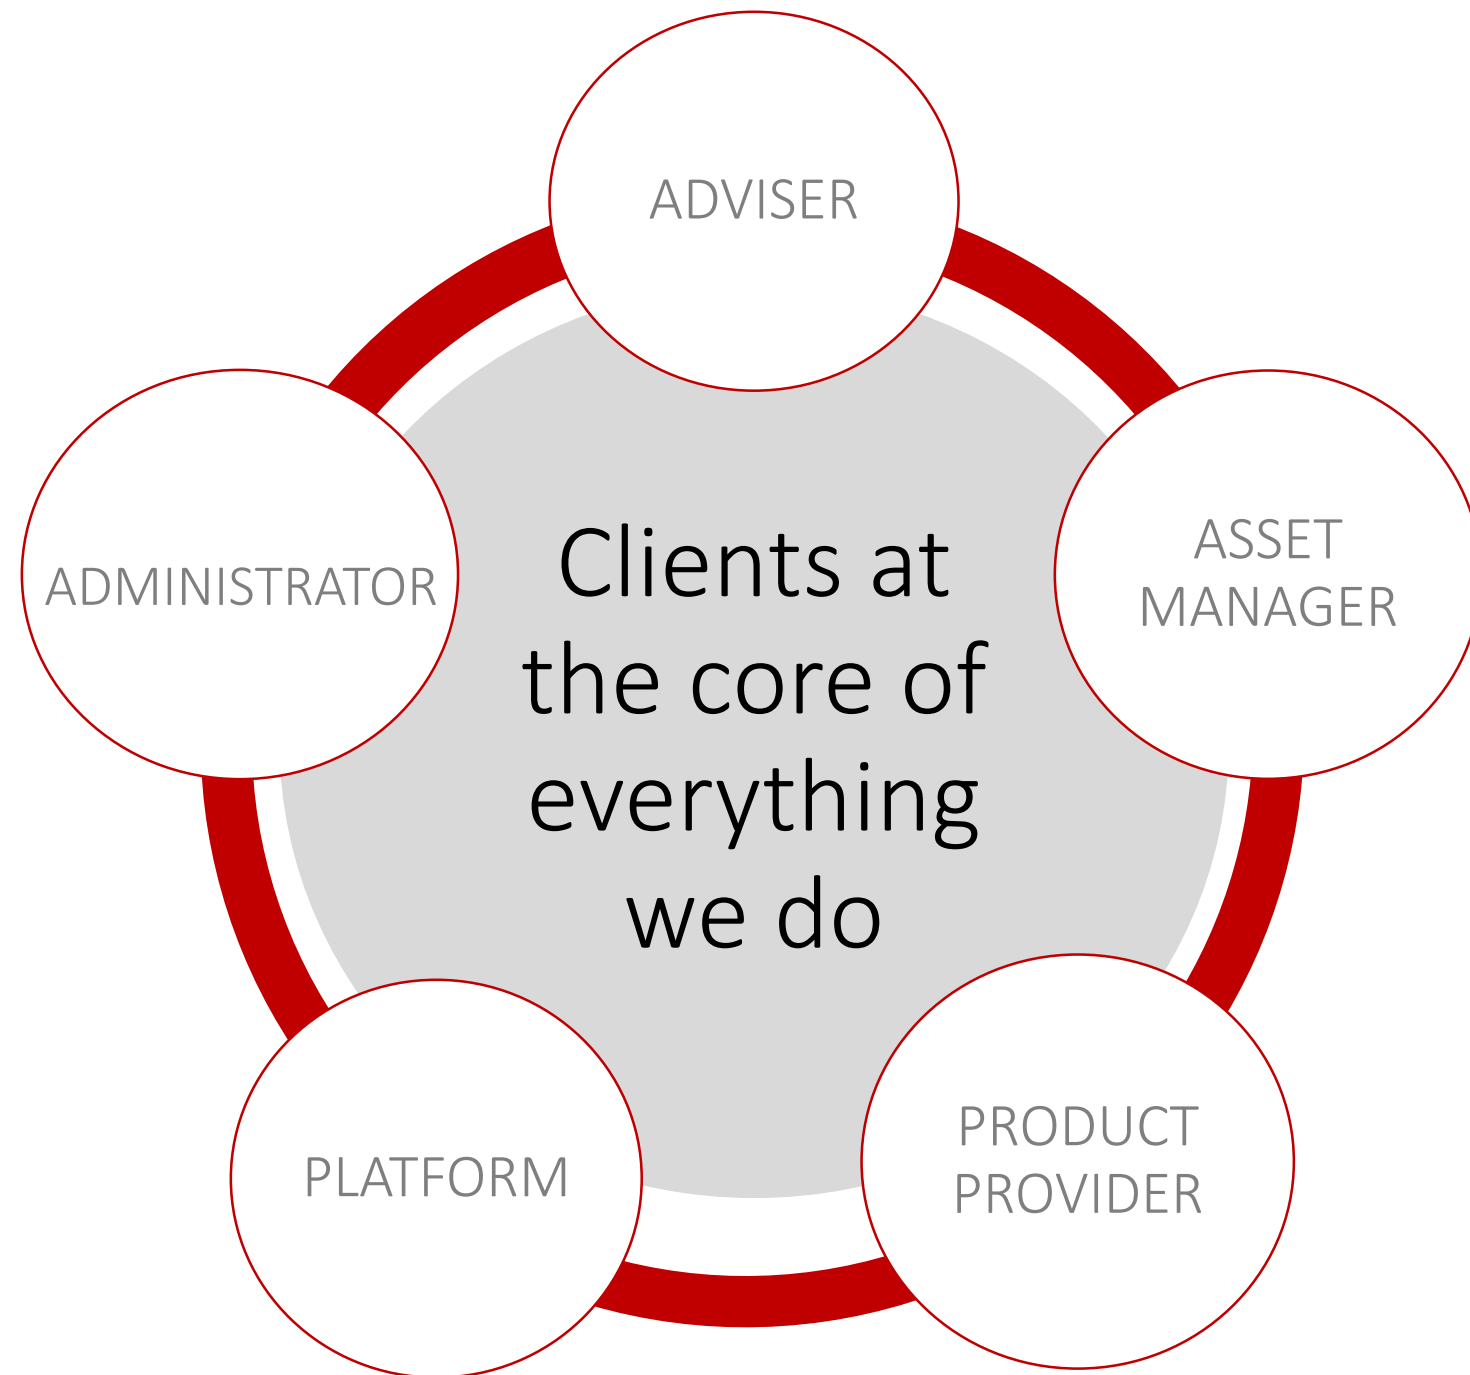 ADVISER
ASSET
MANAGER
ADMINISTRATOR
Clients at
the core of
everything
we do
PRODUCT
PROVIDER
PLATFORM